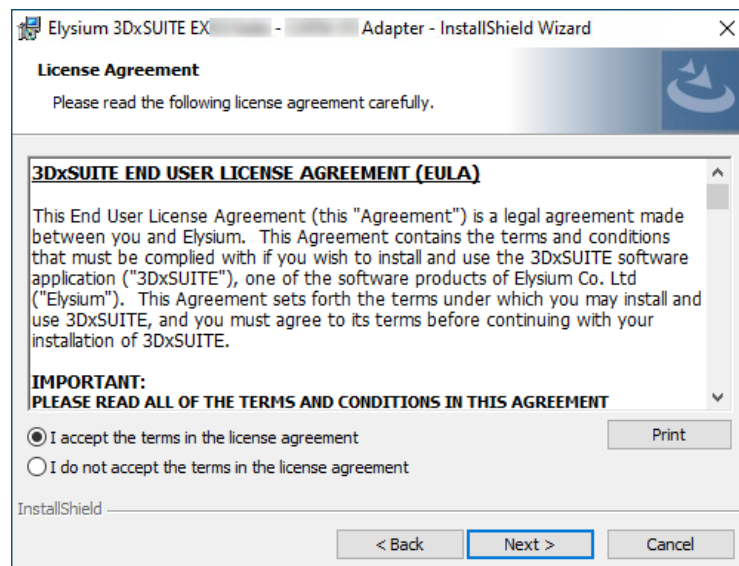 Elysium 3DxSUITE EX - Adapter - InstallShield Wizard
License Agreement
Please read the following license agreement carefully.
3DxSUITE END USER LICENSE AGREEMENT (EULA)
This End User License Agreement (this "Agreement") is a legal agreement made
between you and Elysium. This Agreement contains the terms and conditions
that must be complied with if you wish to install and use the 3DxSUITE software
application ("3DxSUITE"), one of the software products of Elysium Co. Ltd
("Elysium"). This Agreement sets forth the terms under which you may install and
use 3DxSUITE, and you must agree to its terms before continuing with your
installation of 3DxSUITE.
IMPORTANT:
PLEASE READ ALL OF THE TERMS AND CONDITIONS IN THIS AGREEMENT
I accept the terms in the license agreement
Print
I do not accept the terms in the license agreement
InstallShield
< Back
Next >
Cancel